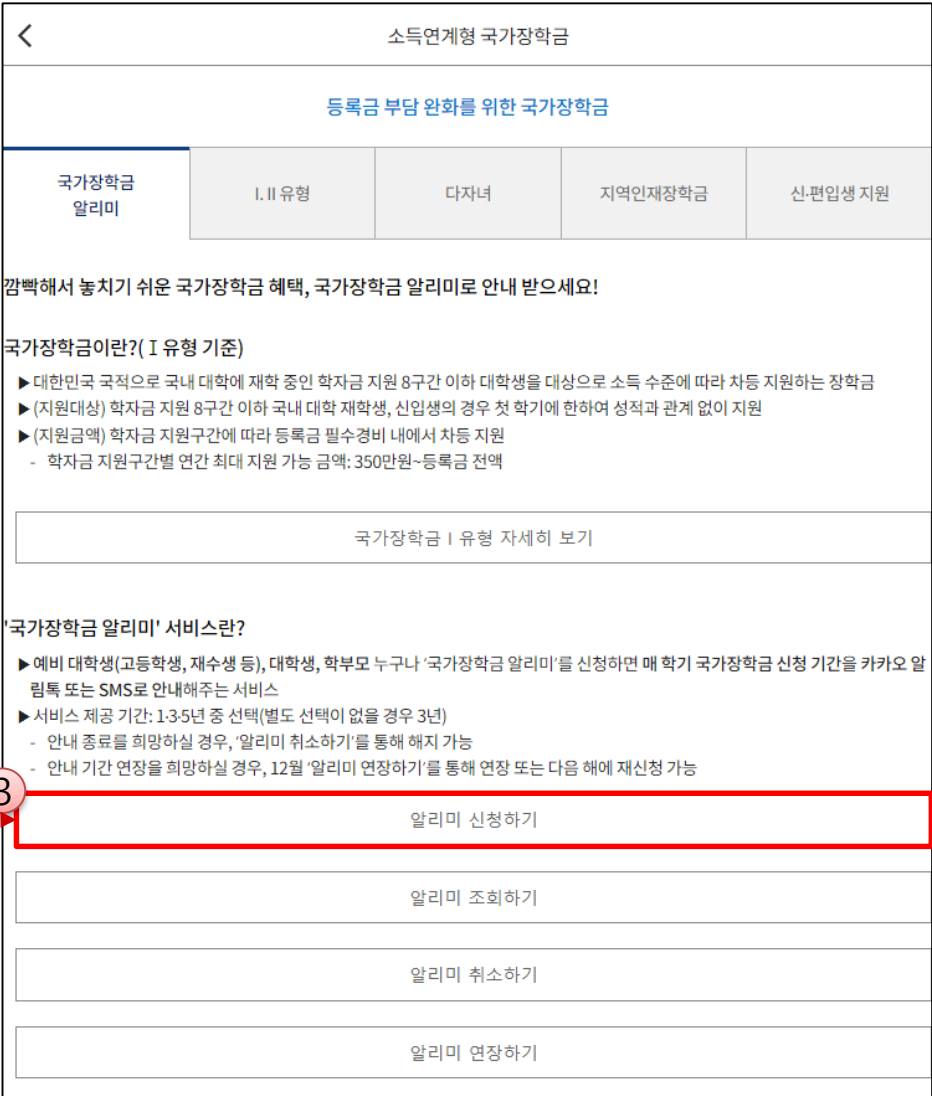 소득연계형 국가장학금
등록금 부담 완화를 위한 국가장학금
국가장학금
알리미
I. II 유형
다자녀
지역인재장학금
신·편입생 지원
깜빡해서 놓치기 쉬운 국가장학금 혜택, 국가장학금 알리미로 안내 받으세요!
국가장학금이란?( I 유형 기준)
▶ 대한민국 국적으로 국내 대학에 재학 중인 학자금 지원 8구간 이하 대학생을 대상으로 소득 수준에 따라 차등 지원하는 장학금
▶ (지원대상) 학자금 지원 8구간 이하 국내 대학 재학생, 신입생의 경우 첫 학기에 한하여 성적과 관계 없이 지원
▶ (지원금액) 학자금 지원구간에 따라 등록금 필수경비 내에서 차등 지원
- 학자금 지원구간별 연간 최대 지원 가능 금액: 350만원~등록금 전액
국가장학금 I 유형 자세히 보기
'국가장학금 알리미' 서비스란?
▶ 예비 대학생(고등학생, 재수생 등), 대학생, 학부모 누구나 '국가장학금 알리미'를 신청하면 매 학기 국가장학금 신청 기간을 카카오 알
림톡 또는 SMS로 안내해주는 서비스
▶ 서비스 제공 기간: 1·3·5년 중 선택(별도 선택이 없을 경우 3년)
- 안내 종료를 희망하실 경우, '알리미 취소하기'를 통해 해지 가능
- 안내 기간 연장을 희망하실 경우, 12월 '알리미 연장하기'를 통해 연장 또는 다음 해에 재신청 가능
3
알리미 신청하기
알리미 조회하기
알리미 취소하기
알리미 연장하기